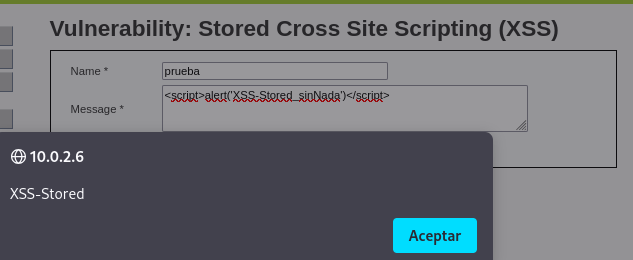 Vulnerability: Stored Cross Site Scripting (XSS)
Name * prueba
Message * <script>alert('XSS-Stored_sinNada')</script>
10.0.2.6
XSS-Stored
Aceptar